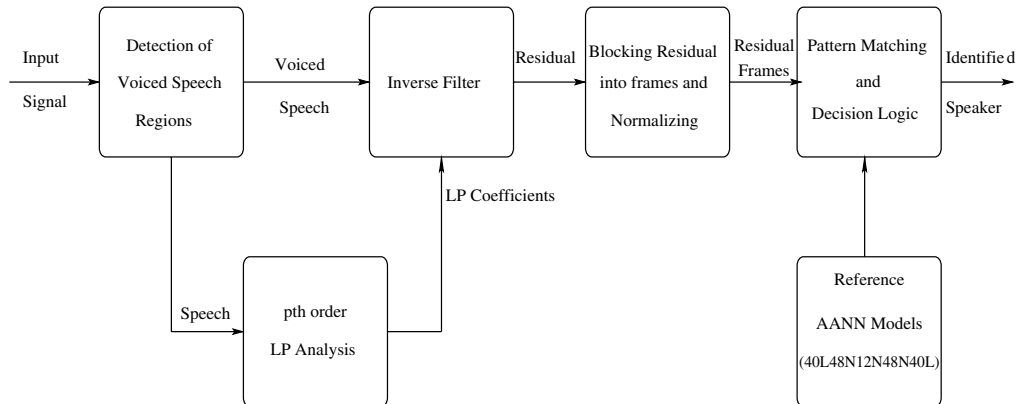 Input
Signal
Detection of
Voiced Speech
Regions
Voiced
Speech
Inverse Filter
Residual
Blocking Residual
into frames and
Normalizing
Residual
Frames
Pattern Matching
and
Decision Logic
Identified
Speaker
LP Coefficients
Speech
pth order
LP Analysis
Reference
AANN Models
(40L48N12N48N40L)